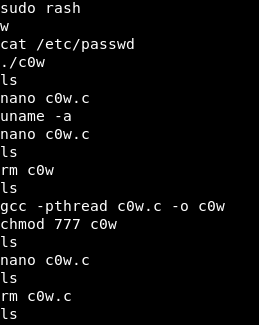 sudo rash
w
cat /etc/passwd
./c0w
ls
nano c0w.c
uname -a
nano c0w.c
ls
rm c0w
ls
gcc -pthread c0w.c -o c0w
chmod 777 c0w
ls
nano c0w.c
ls
rm c0w.c
ls